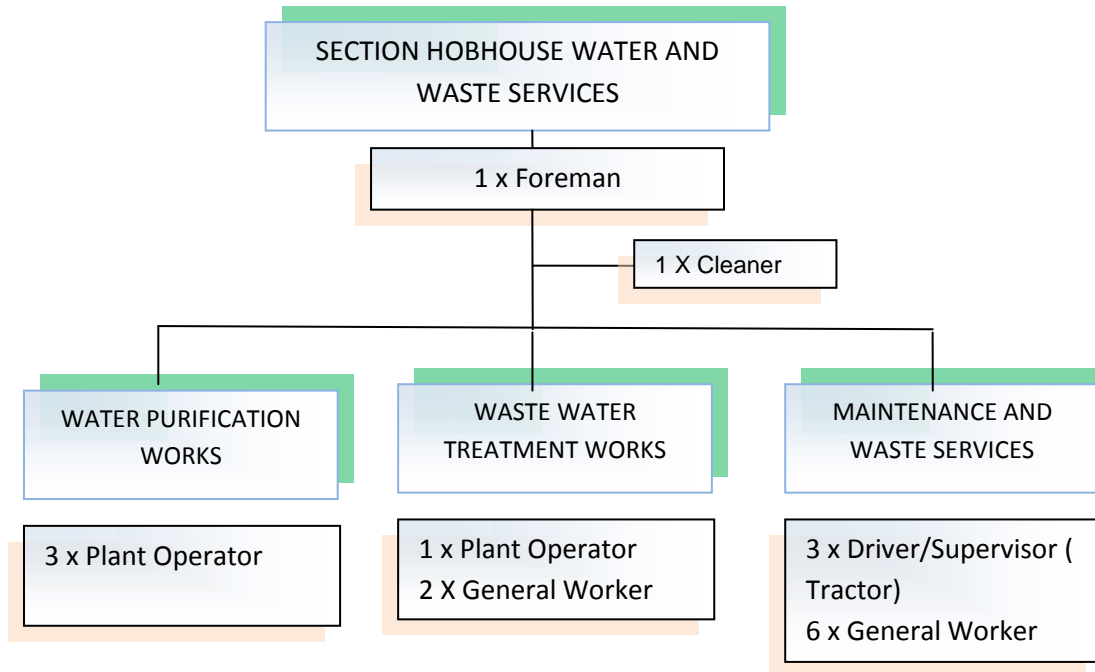 SECTION HOBHOUSE WATER AND
WASTE SERVICES
1 x Foreman
1 X Cleaner
WATER PURIFICATION
WORKS
WASTE WATER
TREATMENT WORKS
MAINTENANCE AND
WASTE SERVICES
3 x Plant Operator
1 x Plant Operator
2 X General Worker
3 x Driver/Supervisor (
Tractor)
6 x General Worker